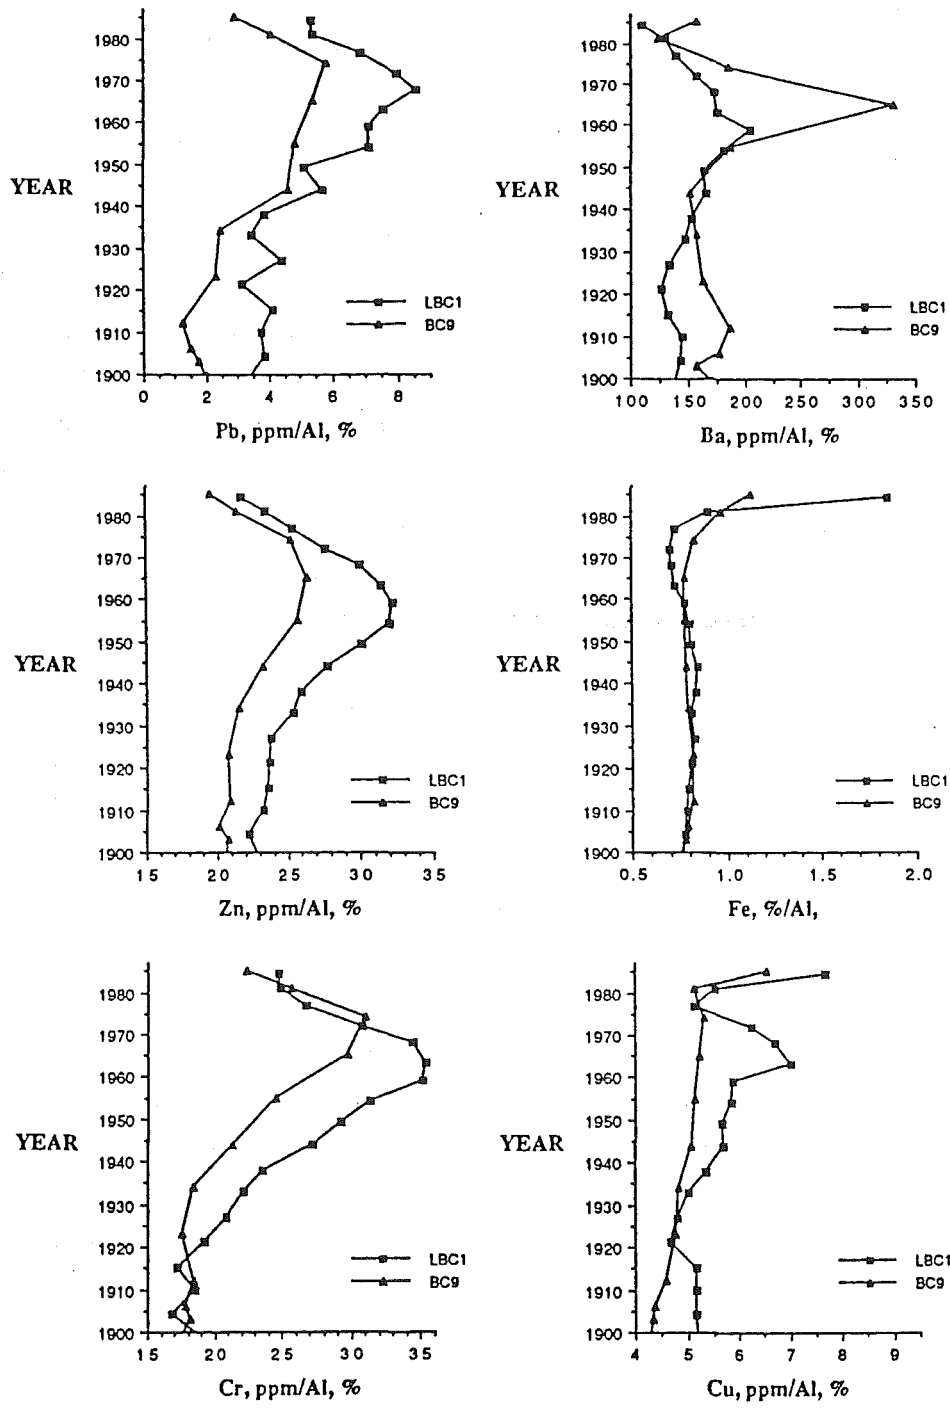 1980
1970
1960
1950
YEAR
1940
1930
1920
1910
1900
LBC1
BC9
0 2 4 6 8
Pb, ppm/Al, %
1980
1970
1960
1950
YEAR
1940
1930
1920
1910
1900
LBC1
BC9
100 150 200 250 300 350
Ba, ppm/Al, %
1980
1970
1960
1950
YEAR
1940
1930
1920
1910
1900
LBC1
BC9
15 20 25 30 35
Zn, ppm/Al, %
1980
1970
1960
1950
YEAR
1940
1930
1920
1910
1900
LBC1
BC9
0.5 1.0 1.5 2.0
Fe, %/Al,
1980
1970
1960
1950
YEAR
1940
1930
1920
1910
1900
LBC1
BC9
15 20 25 30 35
Cr, ppm/Al, %
1980
1970
1960
1950
YEAR
1940
1930
1920
1910
1900
LBC1
BC9
4 5 6 7 8 9
Cu, ppm/Al, %